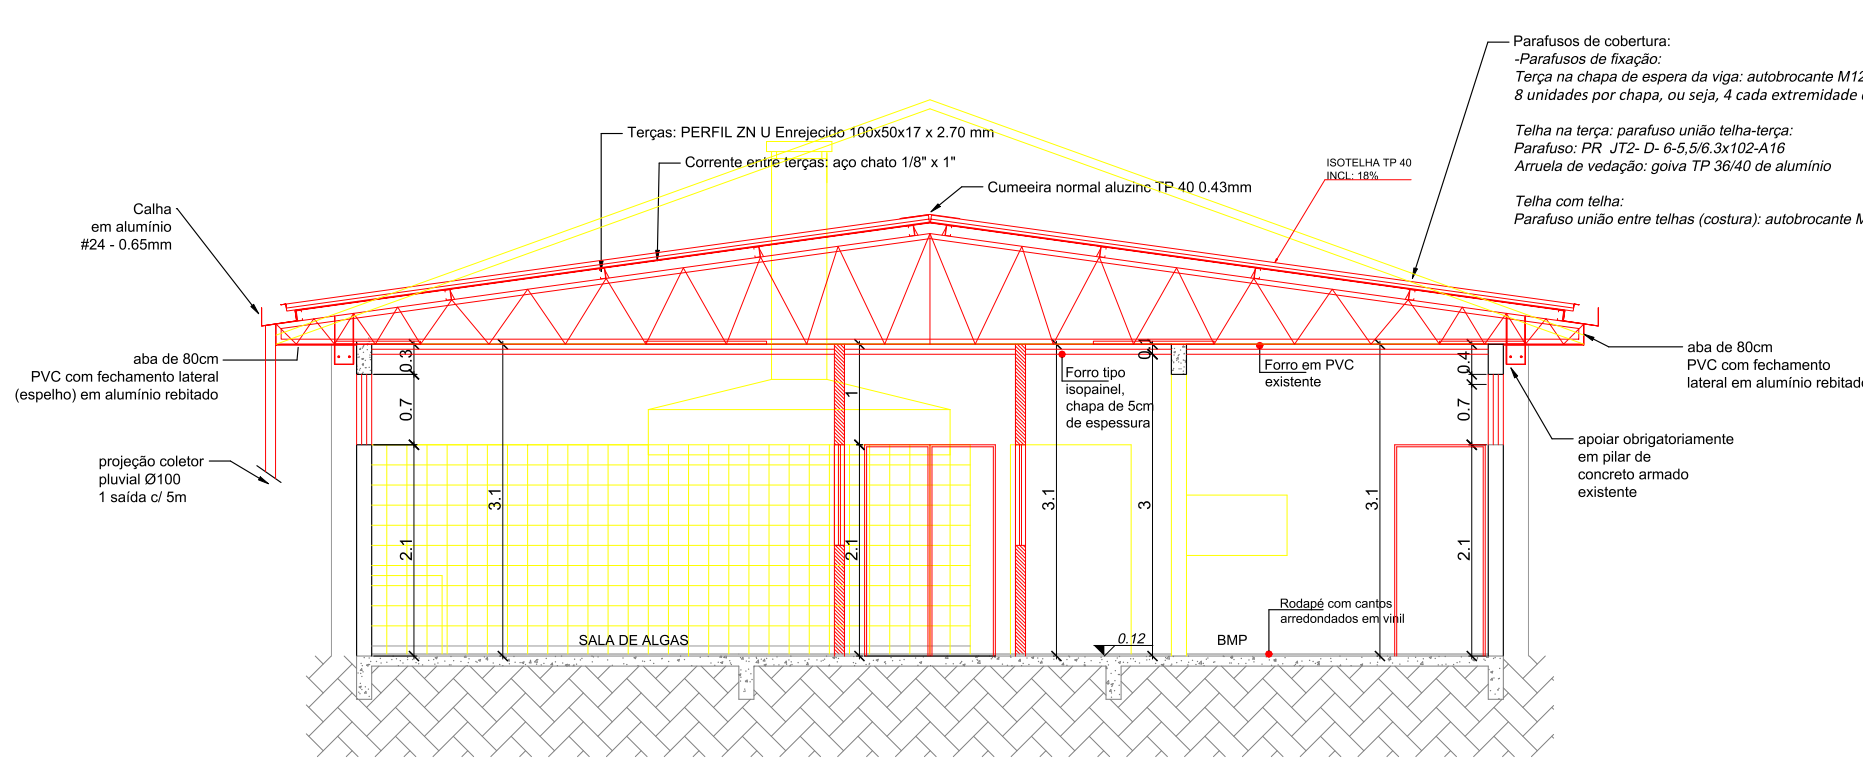 Parafusos de cobertura:
-Parafusos de fixação:
Terça na chapa de espera da viga: autobrocante M12
8 unidades por chapa, ou seja, 4 cada extremidade
Telha na terça: parafuso união telha-terça:
Parafuso: PR JT2- D- 6-5,5/6.3x102-A16
Arruela de vedação: goiva TP 36/40 de alumínio
Telha com telha:
Parafuso união entre telhas (costura): autobrocante M
Terças: PERFIL ZN U Enrejecido 100x50x17 x 2.70 mm
Corrente entre terças: aço chato 1/8" x 1"
Cumeeira normal aluzinc TP 40 0.43mm
ISOTELHA TP 40
INCL: 18%
Calha
em alumínio
#24 - 0.65mm
aba de 80cm
PVC com fechamento lateral
(espelho) em alumínio rebitado
projeção coletor
pluvial Ø100
1 saída c/ 5m
0.3
0.7
2.1
3.1
1
2.1
Forro tipo
isopainel,
chapa de 5cm
de espessura
3.1
0.1
3
Forro em PVC
existente
3.1
0.4
0.7
2.1
aba de 80cm
PVC com fechamento
lateral em alumínio rebitado
apoiar obrigatoriamente
em pilar de
concreto armado
existente
Rodapé com cantos
arredondados em vinil
SALA DE ALGAS
0.12
BMP